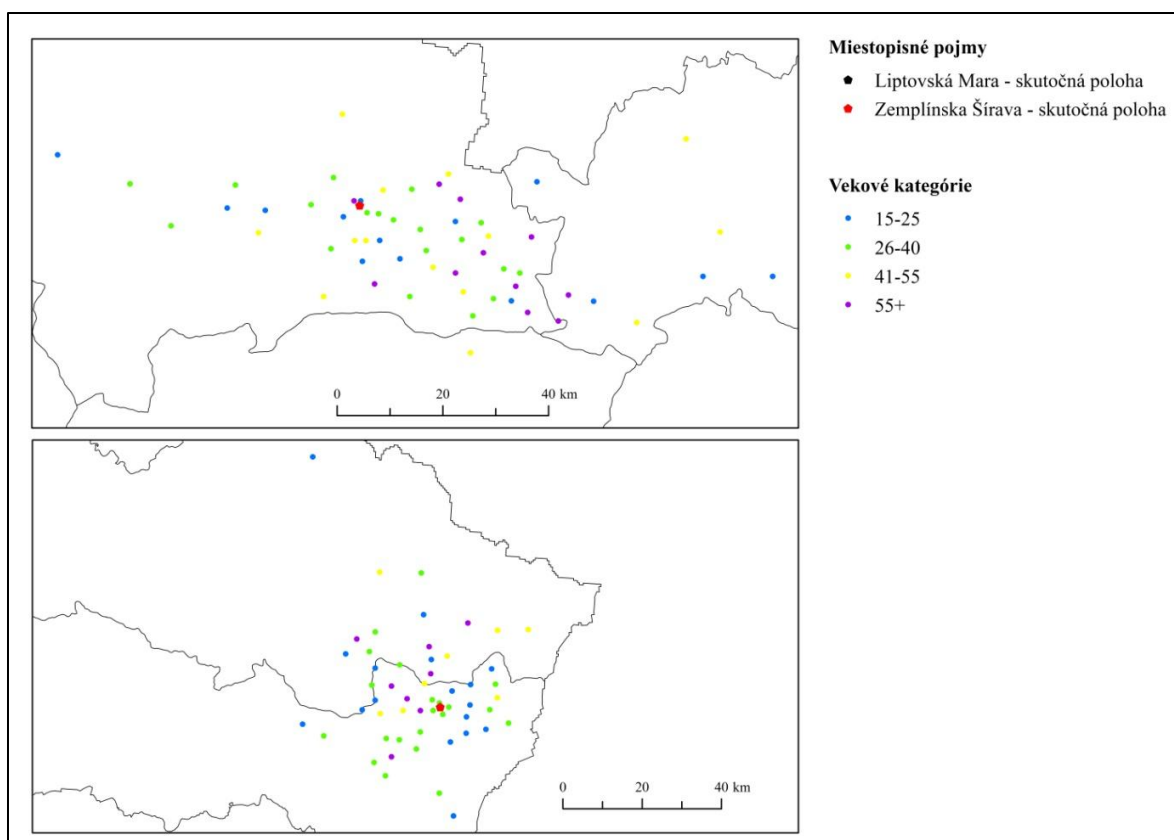 Miestopisné pojmy
Liptovská Mara - skutočná poloha
Zemplínska Šírava - skutočná poloha
Vekové kategórie
15-25
26-40
41-55
55+
0 20 40 km
0 20 40 km